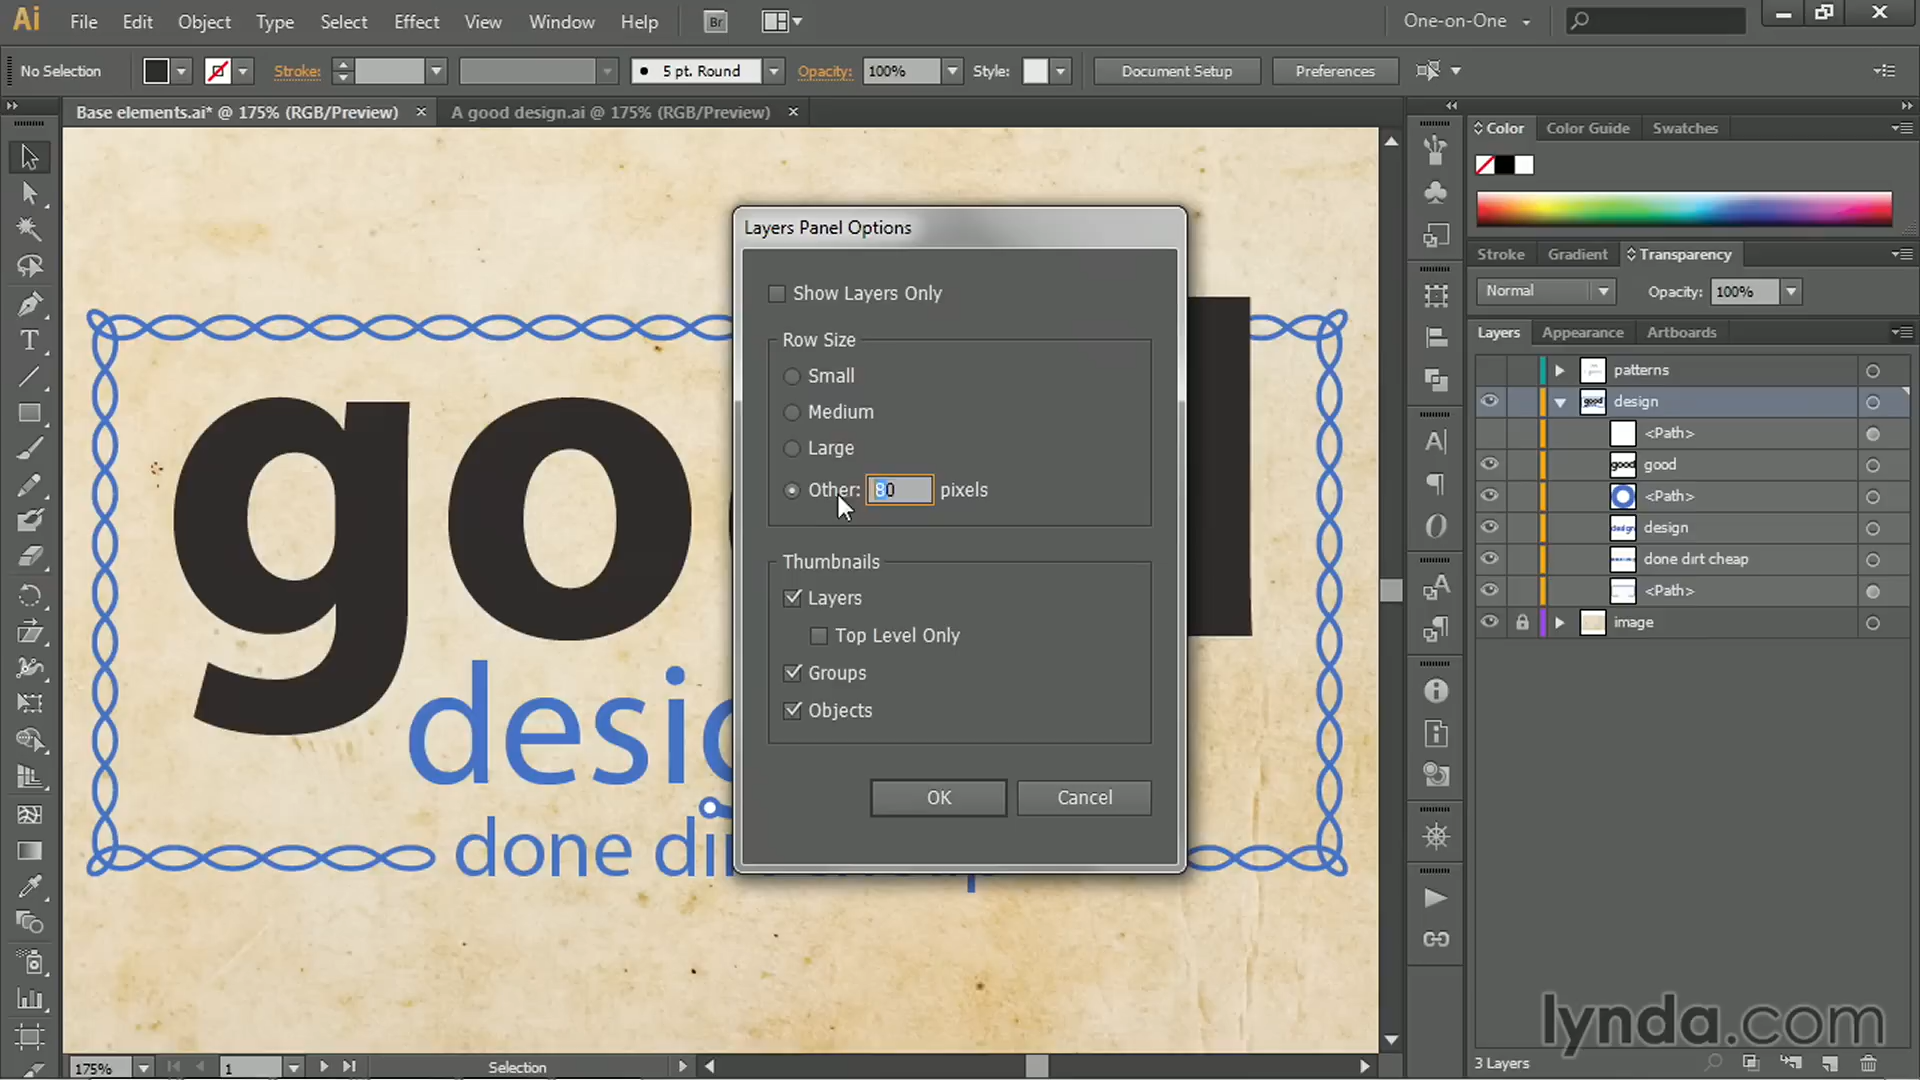 Ai File Edit Object Type Select Effect View Window Help Br One-on-One
No Selection Stroke: 5 pt. Round Opacity: 100% Style: Document Setup Preferences
Base elements.ai* @ 175% (RGB/Preview) A good design.ai @ 175% (RGB/Preview)
Color Color Guide Swatches
Stroke Gradient Transparency
Normal Opacity: 100%
Layers Appearance Artboards
patterns
design
<Path>
good
<Path>
design
done dirt cheap
<Path>
image
Layers Panel Options
Show Layers Only
Row Size
Small
Medium
Large
Other: 80 pixels
Thumbnails
Layers
Top Level Only
Groups
Objects
OK Cancel
lynda.com
175% 1 Selection 3 Layers